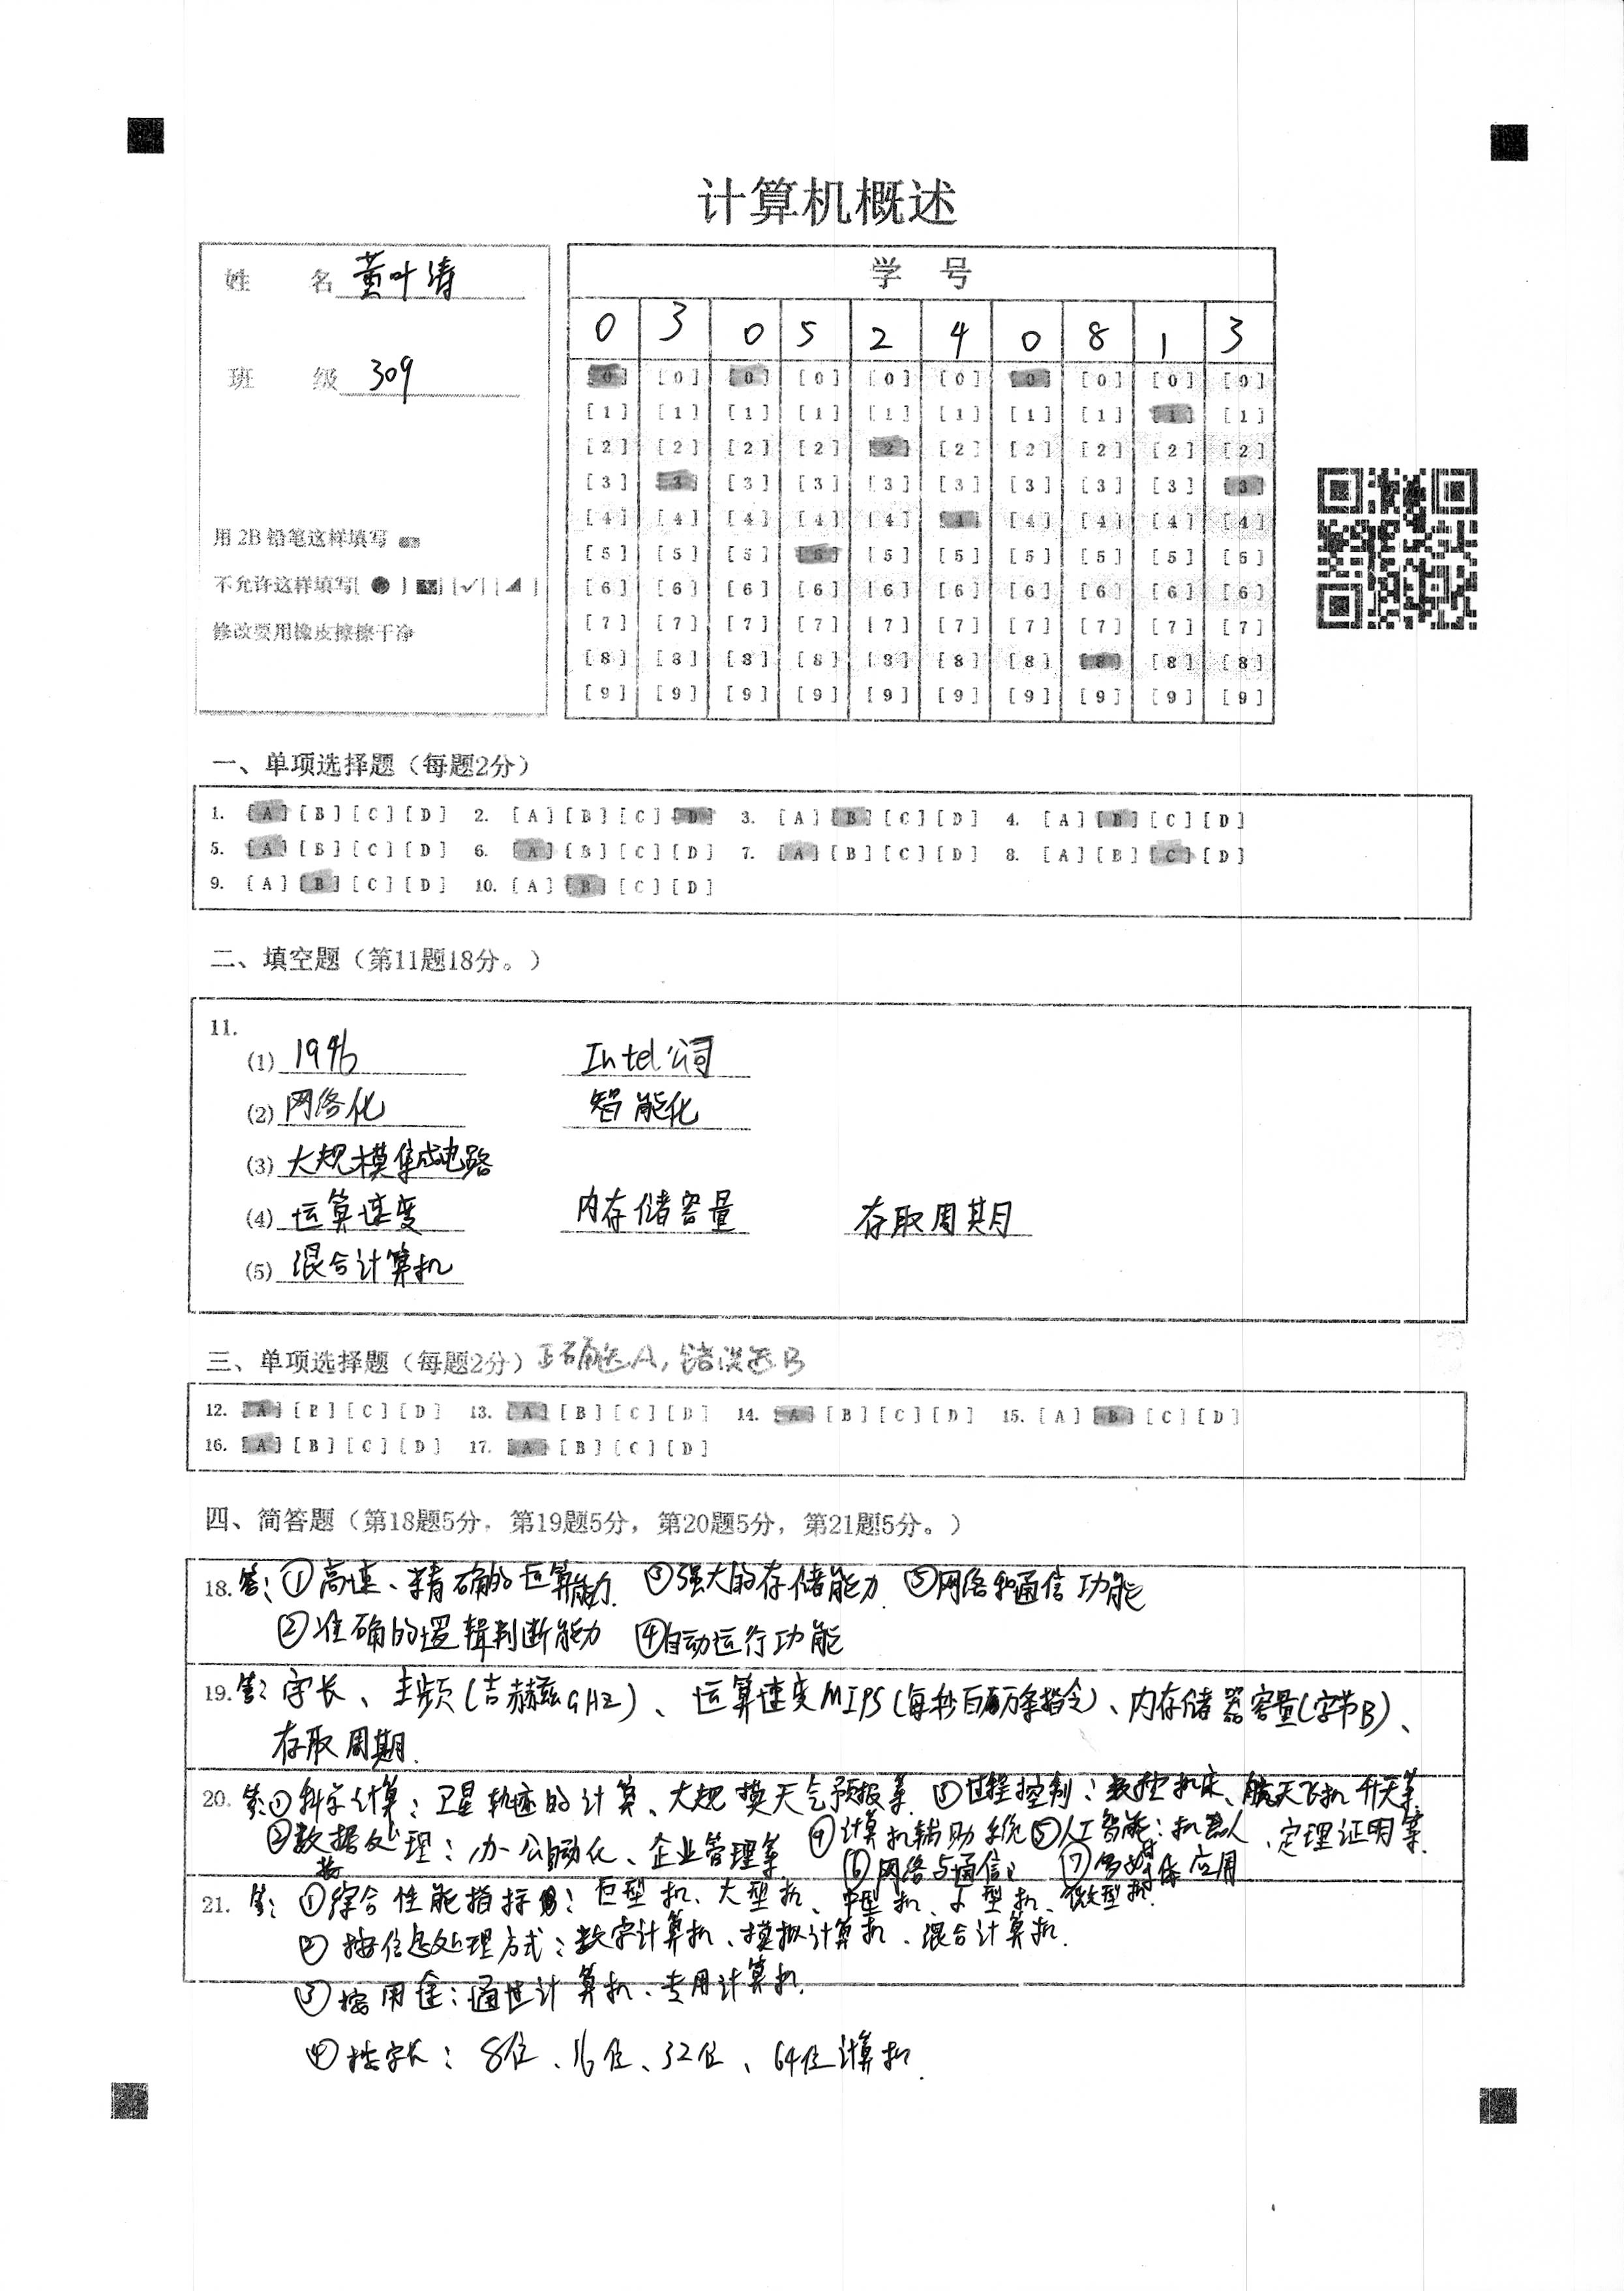 计算机概述
姓 名 黄叶涛
班 级 309
用 2B 铅笔这样填写
不允许这样填写[ ● ] [✓] [◢]
修改要用橡皮擦擦干净
学 号
0 3 0 5 2 4 0 8 1 3
[0] [0] [0] [0] [0] [0] [0] [0] [0] [0]
[1] [1] [1] [1] [1] [1] [1] [1] [1] [1]
[2] [2] [2] [2] [2] [2] [2] [2] [2] [2]
[3] [3] [3] [3] [3] [3] [3] [3] [3] [3]
[4] [4] [4] [4] [4] [4] [4] [4] [4] [4]
[5] [5] [5] [5] [5] [5] [5] [5] [5] [5]
[6] [6] [6] [6] [6] [6] [6] [6] [6] [6]
[7] [7] [7] [7] [7] [7] [7] [7] [7] [7]
[8] [8] [8] [8] [8] [8] [8] [8] [8] [8]
[9] [9] [9] [9] [9] [9] [9] [9] [9] [9]
一、单项选择题（每题2分）
1. [A] [B] [C] [D] 2. [A] [B] [C] [D] 3. [A] [B] [C] [D] 4. [A] [B] [C] [D]
5. [A] [B] [C] [D] 6. [A] [B] [C] [D] 7. [A] [B] [C] [D] 8. [A] [B] [C] [D]
9. [A] [B] [C] [D] 10. [A] [B] [C] [D]
二、填空题（第11题18分。）
11.
(1) 1946 Intel公司
(2) 网络化 智能化
(3) 大规模集成电路
(4) 运算速度 内存储容量 存取周期
(5) 混合计算机
三、单项选择题（每题2分）正确选A，错误选B
12. [A] [B] [C] [D] 13. [A] [B] [C] [D] 14. [A] [B] [C] [D] 15. [A] [B] [C] [D]
16. [A] [B] [C] [D] 17. [A] [B] [C] [D]
四、简答题（第18题5分，第19题5分，第20题5分，第21题5分。）
18. 答：①高速、精确的运算能力. ③强大的存储能力. ⑤网络和通信功能
②准确的逻辑判断能力 ④自动运行功能
19. 答：字长、主频(吉赫兹GHZ)、运算速度MIPS(每秒百万条指令)、内存储器容量(字节B)、
存取周期.
20. 答：①科学计算：卫星轨迹的计算、大规模天气预报等. ③过程控制：数控机床、航天飞机升天等.
②数据处理：办公自动化、企业管理等. ④计算机辅助系统 ⑤人工智能：机器人、定理证明等.
⑥网络与通信 ⑦多媒体应用
21. 答：①按综合性能指标：巨型机、大型机、中型机、小型机、微型机.
②按信息处理方式：数字计算机、模拟计算机、混合计算机.
③按用途：通世计算机、专用计算机.
④按字长：8位、16位、32位、64位计算机.